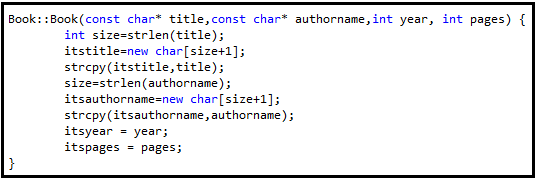 Book::Book(const char* title,const char* authorname,int year, int pages) {
int size=strlen(title);
itstitle=new char[size+1];
strcpy(itstitle,title);
size=strlen(authorname);
itsauthorname=new char[size+1];
strcpy(itsauthorname,authorname);
itsyear = year;
itspages = pages;
}